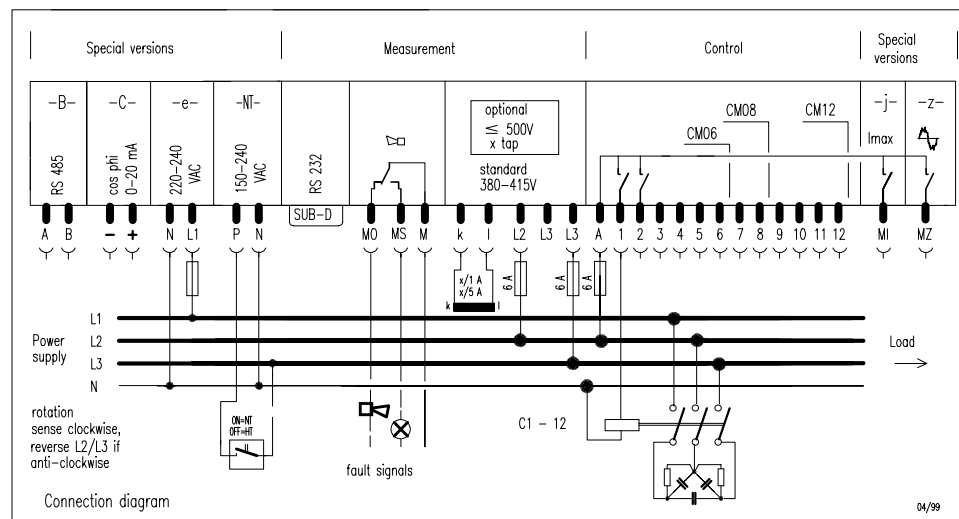 Special versions
Measurement
Control
Special versions
-B-
-C-
-e-
-NT-
-j-
-z-
RS 485
cos phi
0-20 mA
220-240
VAC
150-240
VAC
RS 232
SUB-D
optional
≤ 500V
x tap
standard
380-415V
CM06
CM08
CM12
Imax
A B - + N L1 P N MO MS M k l L2 L3 L3 A 1 2 3 4 5 6 7 8 9 10 11 12 MI MZ
x/1 A
x/5 A
k l
6 A
6 A
6 A
L1
L2
L3
N
Power
supply
Load
rotation
sense clockwise,
reverse L2/L3 if
anti-clockwise
ON=NT
OFF=HT
fault signals
C1 - 12
Connection diagram
04/99